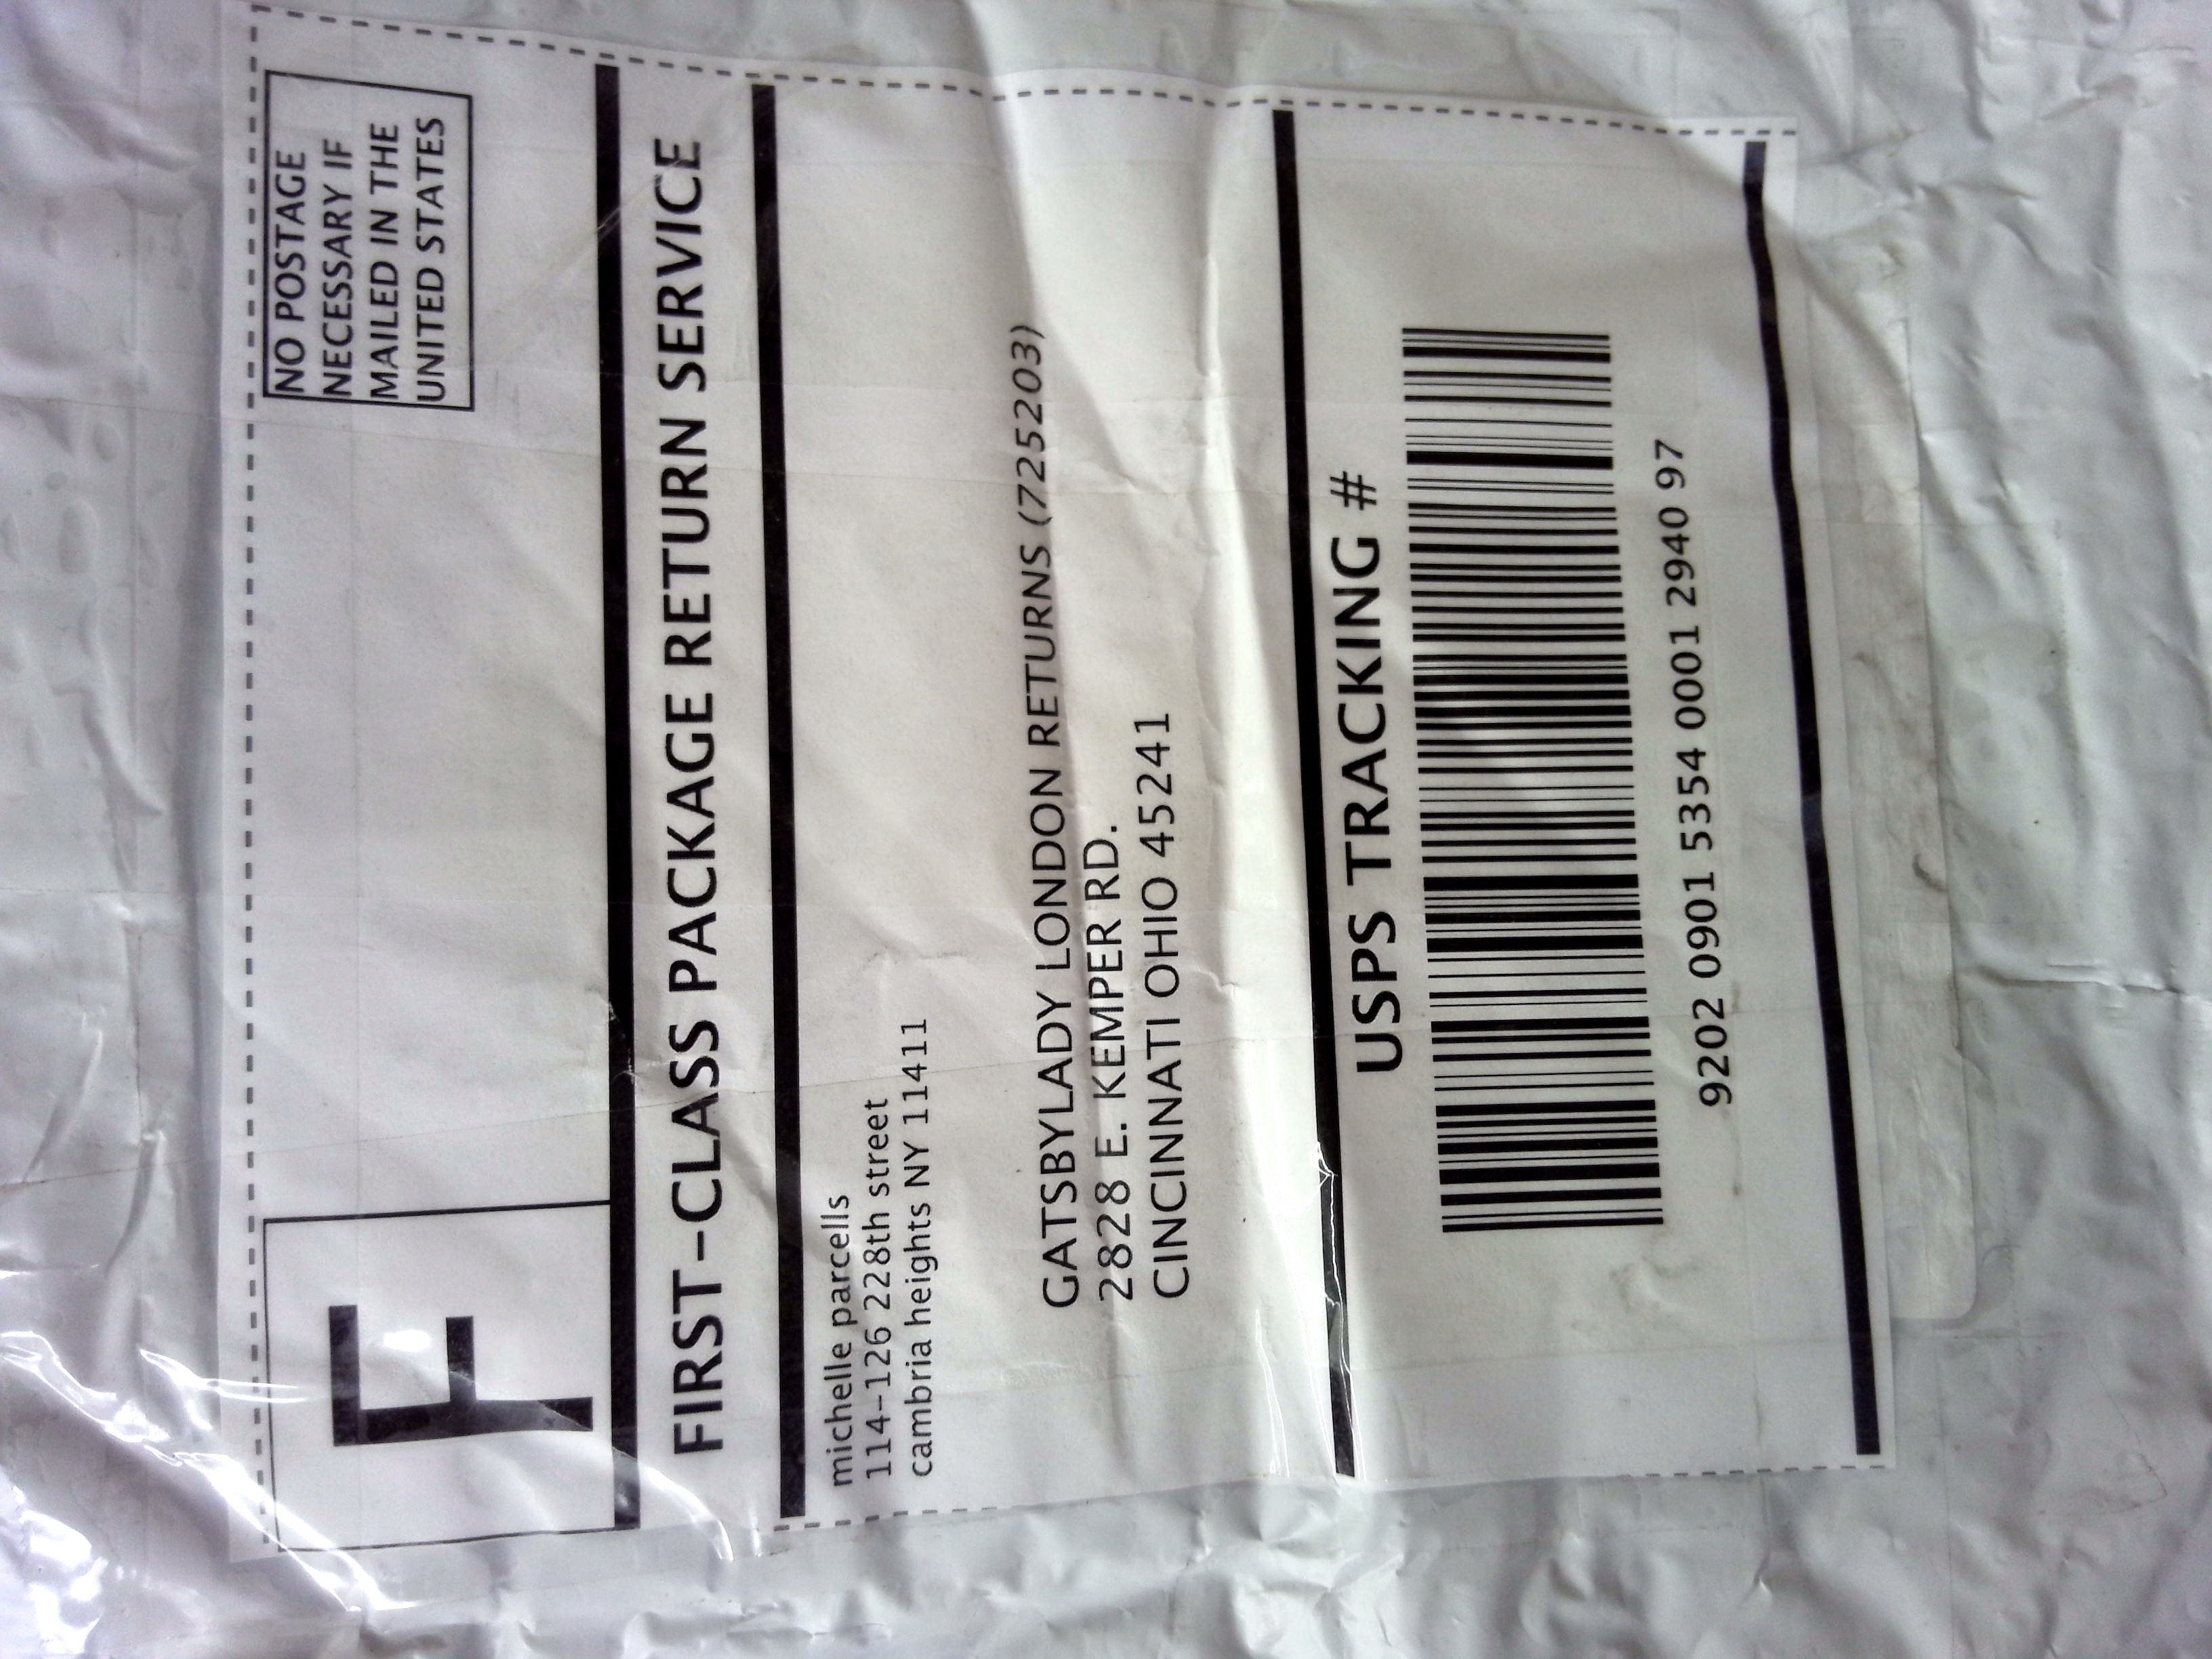 F
NO POSTAGE
NECESSARY IF
MAILED IN THE
UNITED STATES
FIRST-CLASS PACKAGE RETURN SERVICE
michelle parcells
114-126 228th street
cambria heights NY 11411
GATSBYLADY LONDON RETURNS (725203)
2828 E. KEMPER RD.
CINCINNATI OHIO 45241
USPS TRACKING #
9202 0901 5354 0001 2940 97